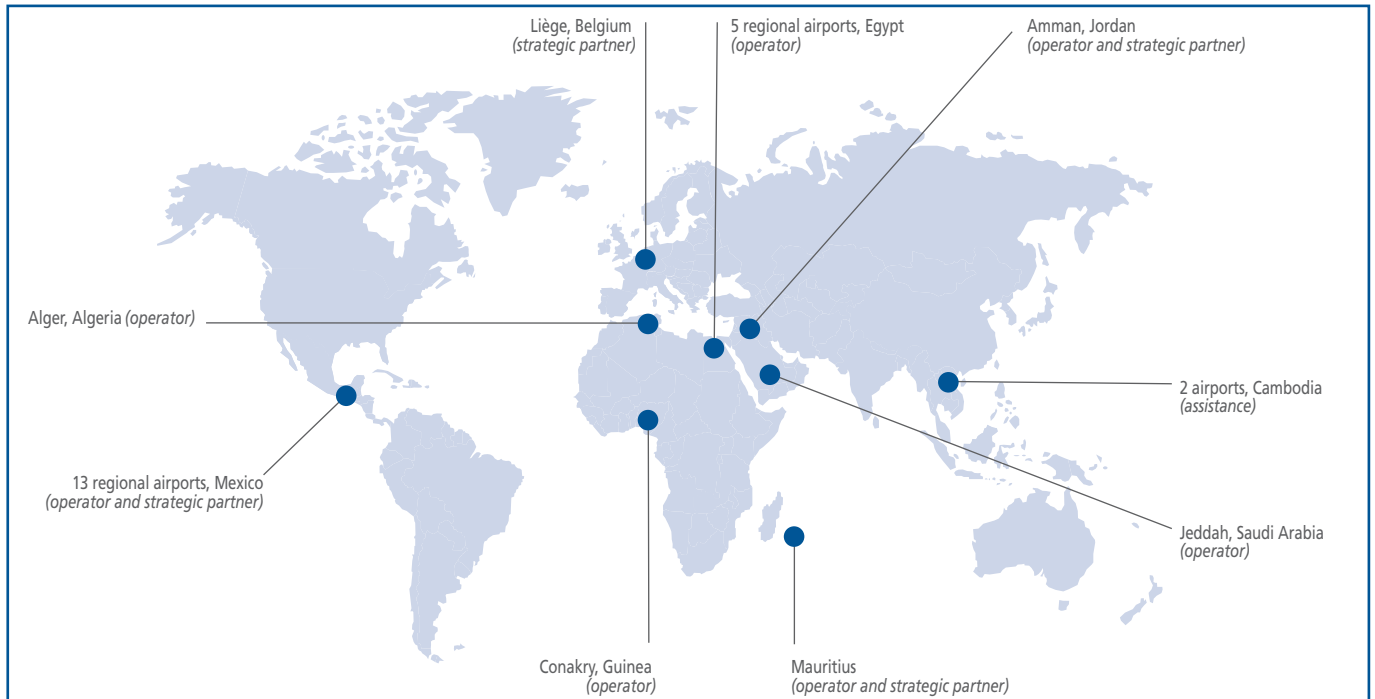 Liège, Belgium
(strategic partner)
5 regional airports, Egypt
(operator)
Amman, Jordan
(operator and strategic partner)
Alger, Algeria (operator)
2 airports, Cambodia
(assistance)
13 regional airports, Mexico
(operator and strategic partner)
Jeddah, Saudi Arabia
(operator)
Conakry, Guinea
(operator)
Mauritius
(operator and strategic partner)